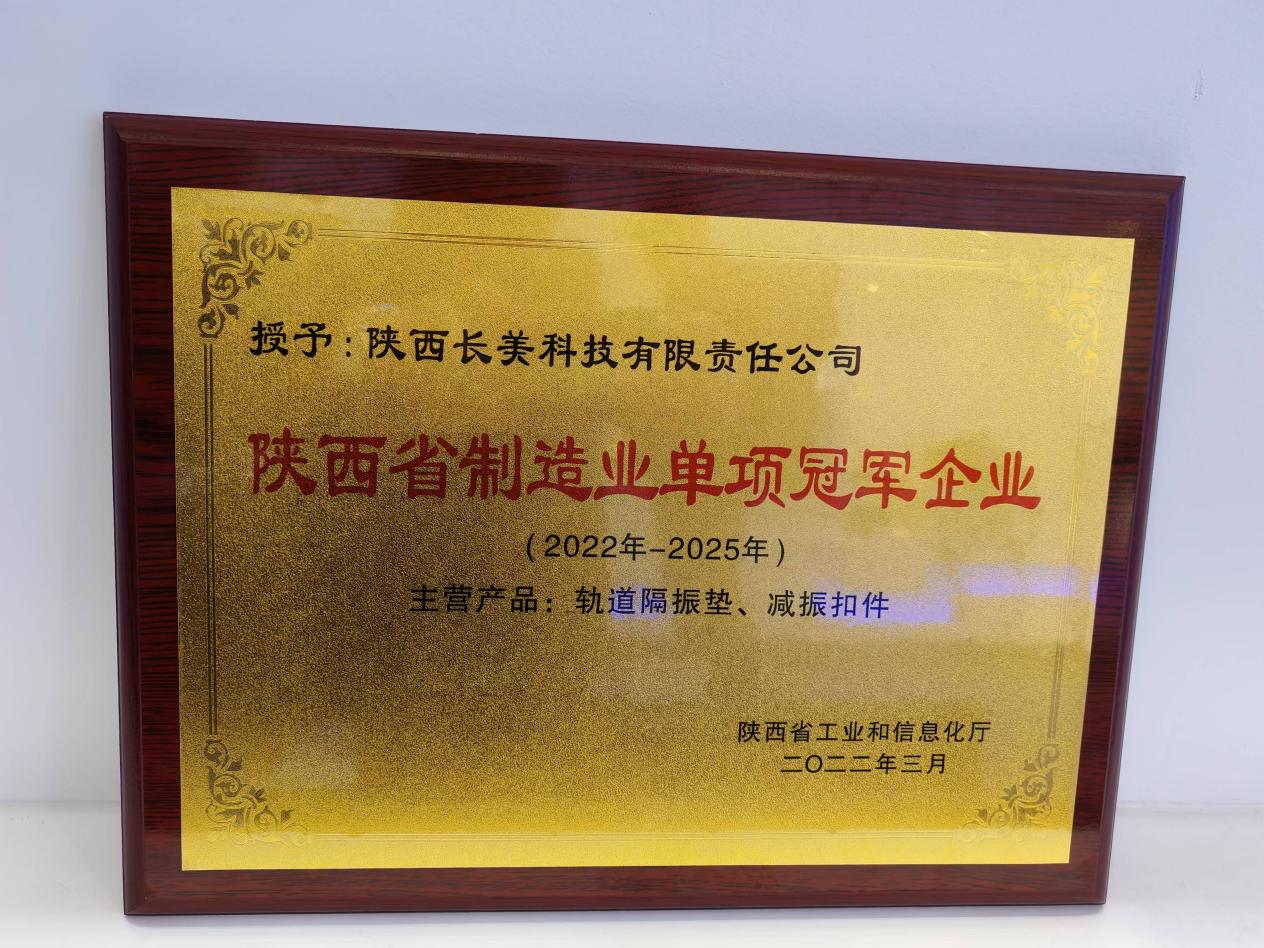 授予：陕西长美科技有限责任公司
陕西省制造业单项冠军企业
（2022年-2025年）
主营产品：轨道隔振垫、减振扣件
陕西省工业和信息化厅
二〇二二年三月